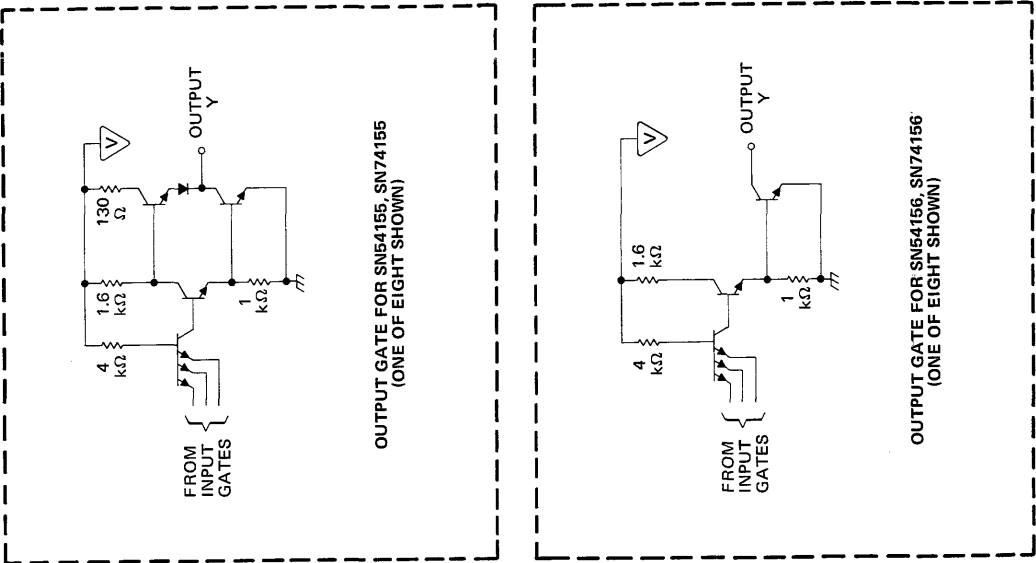 130
Ω
V
OUTPUT
Y
1.6
kΩ
1
kΩ
4
kΩ
FROM
INPUT
GATES
OUTPUT GATE FOR SN54155, SN74155
(ONE OF EIGHT SHOWN)
V
OUTPUT
Y
1.6
kΩ
1
kΩ
4
kΩ
FROM
INPUT
GATES
OUTPUT GATE FOR SN54156, SN74156
(ONE OF EIGHT SHOWN)